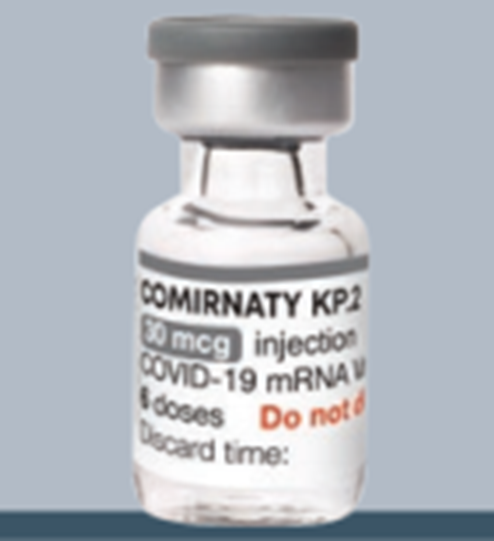 COMIRNATY KP.2
30 mcg injection
COVID-19 mRNA
6 doses Do not
Discard time: